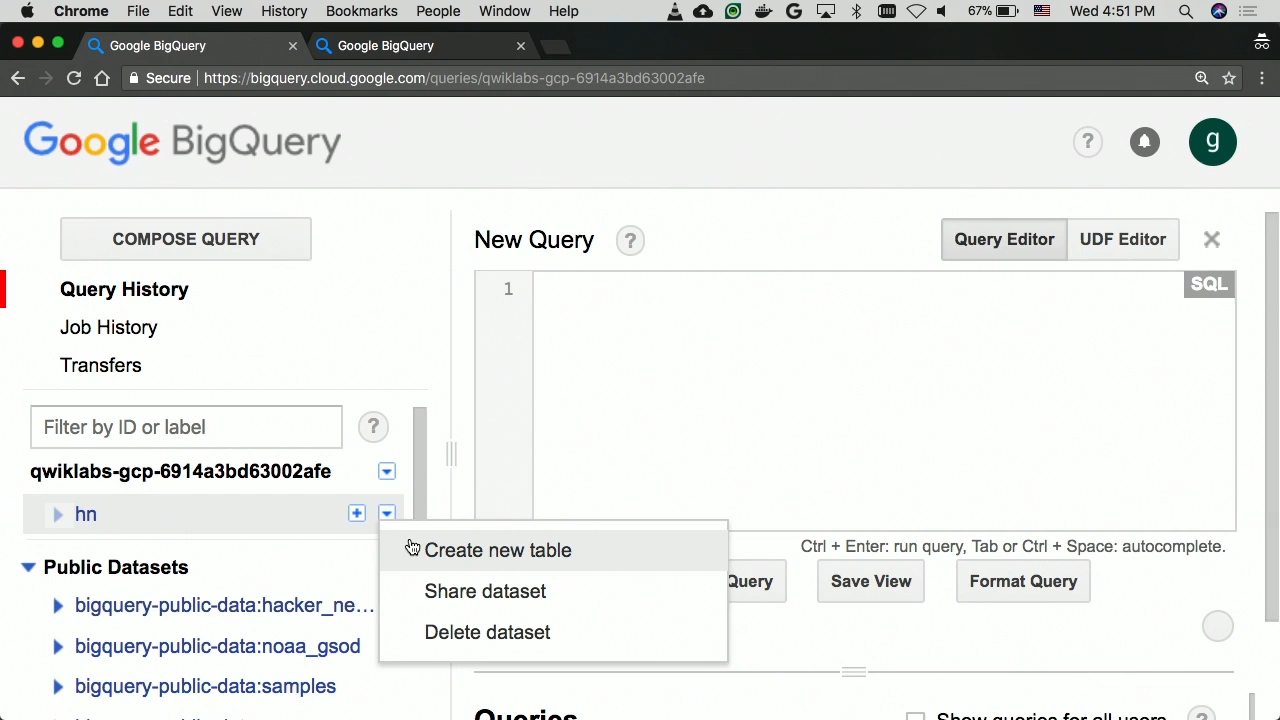 Chrome File Edit View History Bookmarks People Window Help 67% Wed 4:51 PM
Google BigQuery Google BigQuery
Secure https://bigquery.cloud.google.com/queries/qwiklabs-gcp-6914a3bd63002afe
Google BigQuery ? g
COMPOSE QUERY
Query History
Job History
Transfers
Filter by ID or label ?
qwiklabs-gcp-6914a3bd63002afe
hn
Public Datasets
bigquery-public-data:hacker_ne...
bigquery-public-data:noaa_gsod
bigquery-public-data:samples
New Query ? Query Editor UDF Editor
1 SQL
Create new table
Share dataset
Delete dataset
Ctrl + Enter: run query, Tab or Ctrl + Space: autocomplete.
Query Save View Format Query
Queries Show queries for all users ?